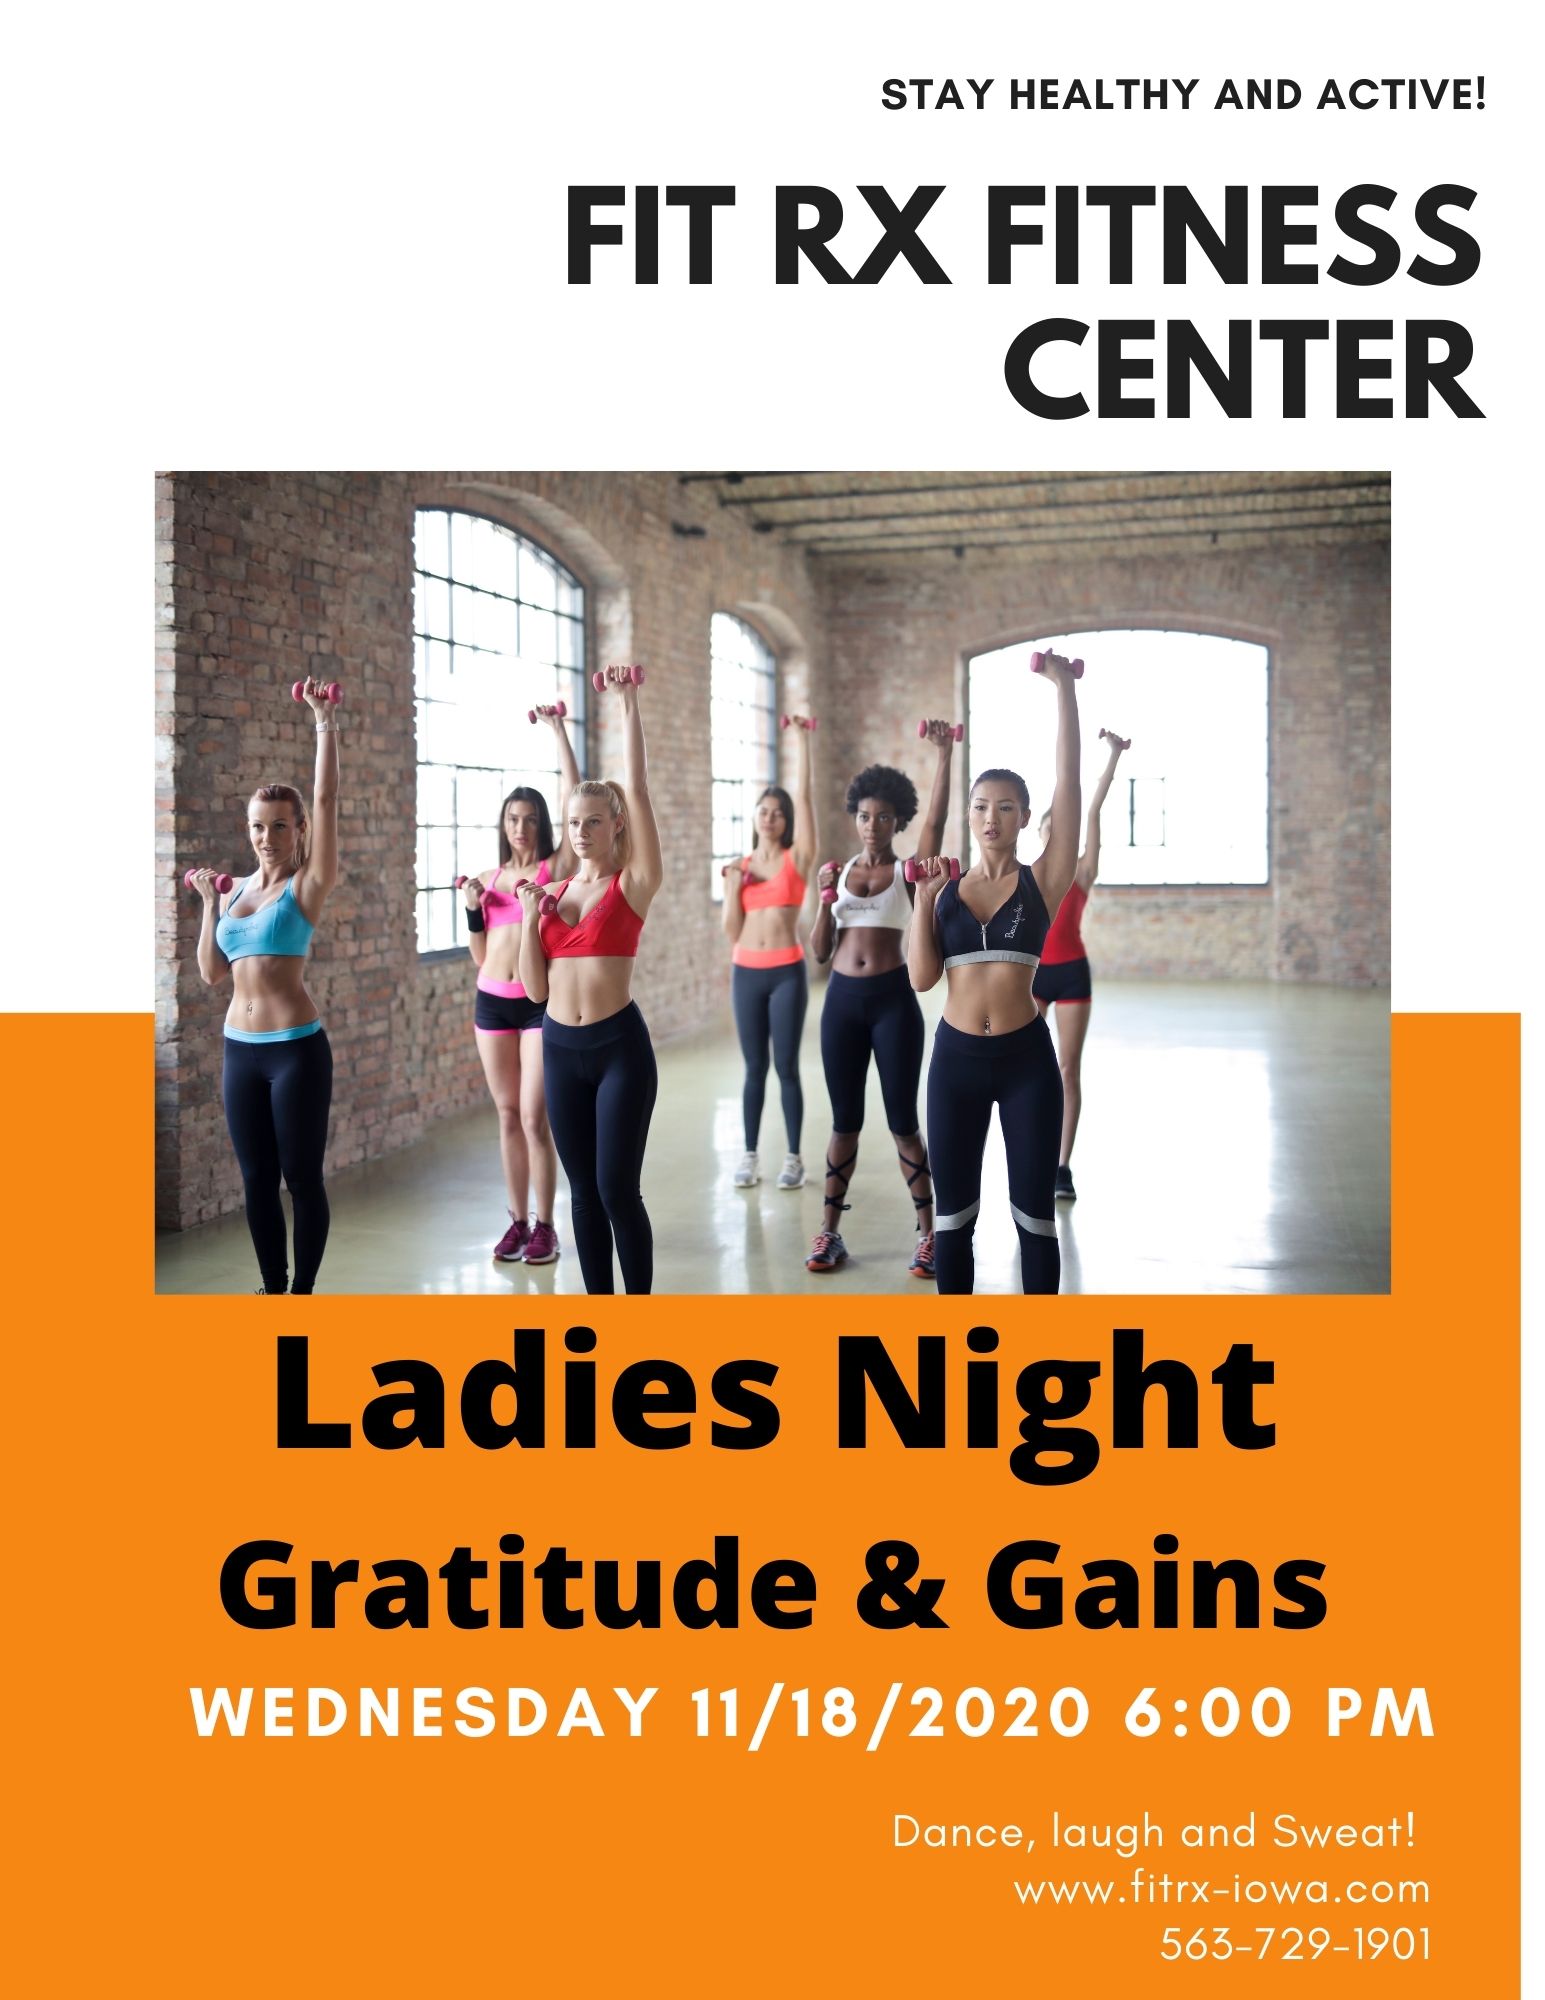 STAY HEALTHY AND ACTIVE!
FIT RX FITNESS
CENTER
Ladies Night
Gratitude & Gains
WEDNESDAY 11/18/2020 6:00 PM
Dance, laugh and Sweat!
www.fitrx-iowa.com
563-729-1901